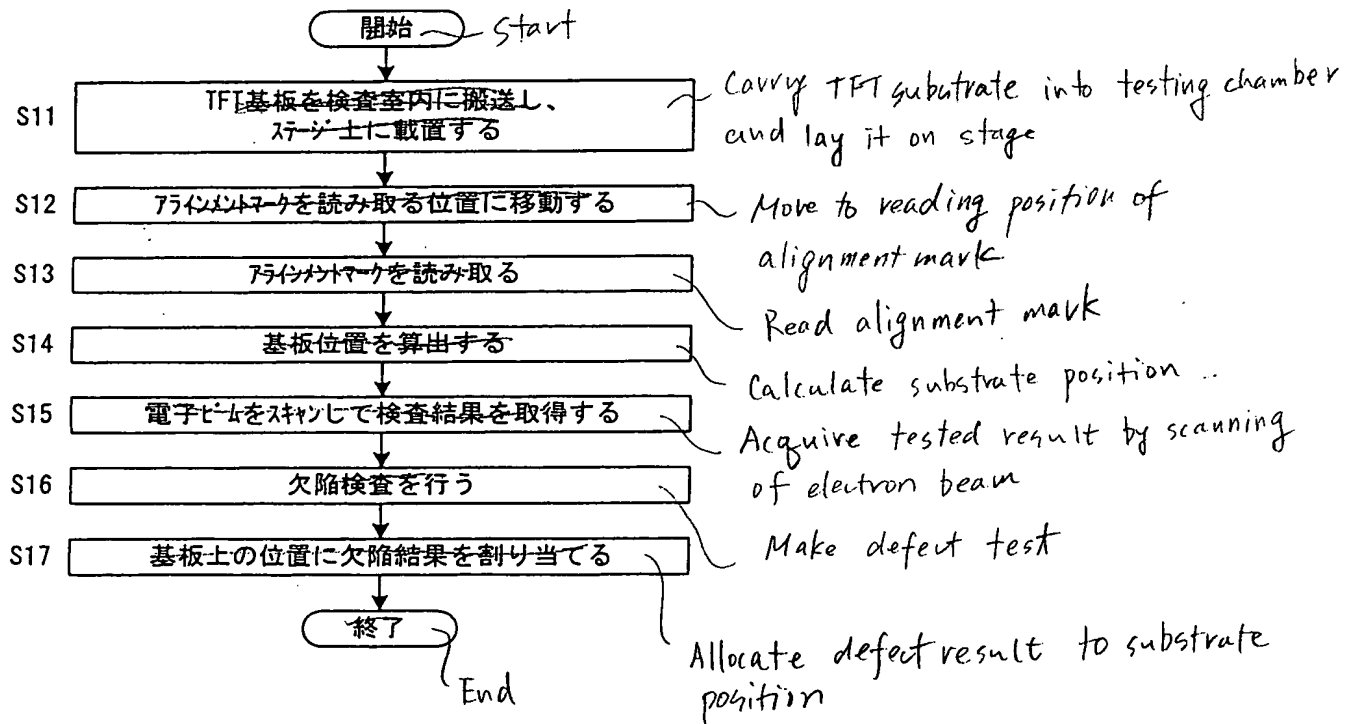 開始 Start
S11 TFT基板を検査室内に搬送し、
ステージ上に載置する
Carry TFT substrate into testing chamber
and lay it on stage
S12 アラインメントマークを読み取る位置に移動する
Move to reading position of
alignment mark
S13 アラインメントマークを読み取る
Read alignment mark
S14 基板位置を算出する
Calculate substrate position
S15 電子ビームをスキャンして検査結果を取得する
Acquire tested result by scanning
of electron beam
S16 欠陥検査を行う
Make defect test
S17 基板上の位置に欠陥結果を割り当てる
Allocate defect result to substrate
position
終了
End